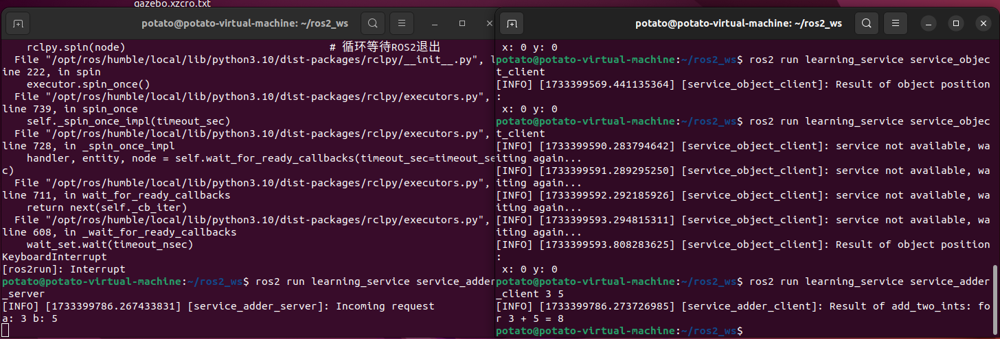 gazebo.xzcro.txt
potato@potato-virtual-machine: ~/ros2_ws
rclpy.spin(node) # 循环等待ROS2退出
File "/opt/ros/humble/local/lib/python3.10/dist-packages/rclpy/__init__.py", l
ine 222, in spin
executor.spin_once()
File "/opt/ros/humble/local/lib/python3.10/dist-packages/rclpy/executors.py",
line 739, in spin_once
self._spin_once_impl(timeout_sec)
File "/opt/ros/humble/local/lib/python3.10/dist-packages/rclpy/executors.py",
line 728, in _spin_once_impl
handler, entity, node = self.wait_for_ready_callbacks(timeout_sec=timeout_se
c)
File "/opt/ros/humble/local/lib/python3.10/dist-packages/rclpy/executors.py",
line 711, in wait_for_ready_callbacks
return next(self._cb_iter)
File "/opt/ros/humble/local/lib/python3.10/dist-packages/rclpy/executors.py",
line 608, in _wait_for_ready_callbacks
wait_set.wait(timeout_nsec)
KeyboardInterrupt
[ros2run]: Interrupt
potato@potato-virtual-machine:~/ros2_ws$ ros2 run learning_service service_adder
_server
[INFO] [1733399786.267433831] [service_adder_server]: Incoming request
a: 3 b: 5
potato@potato-virtual-machine: ~/ros2_ws
x: 0 y: 0
potato@potato-virtual-machine:~/ros2_ws$ ros2 run learning_service service_objec
t_client
[INFO] [1733399569.441135364] [service_object_client]: Result of object position
:
x: 0 y: 0
potato@potato-virtual-machine:~/ros2_ws$ ros2 run learning_service service_objec
t_client
[INFO] [1733399590.283794642] [service_object_client]: service not available, wa
iting again...
[INFO] [1733399591.289295250] [service_object_client]: service not available, wa
iting again...
[INFO] [1733399592.292185926] [service_object_client]: service not available, wa
iting again...
[INFO] [1733399593.294815311] [service_object_client]: service not available, wa
iting again...
[INFO] [1733399593.808283625] [service_object_client]: Result of object position
:
x: 0 y: 0
potato@potato-virtual-machine:~/ros2_ws$ ros2 run learning_service service_adder
_client 3 5
[INFO] [1733399786.273726985] [service_adder_client]: Result of add_two_ints: fo
r 3 + 5 = 8
potato@potato-virtual-machine:~/ros2_ws$